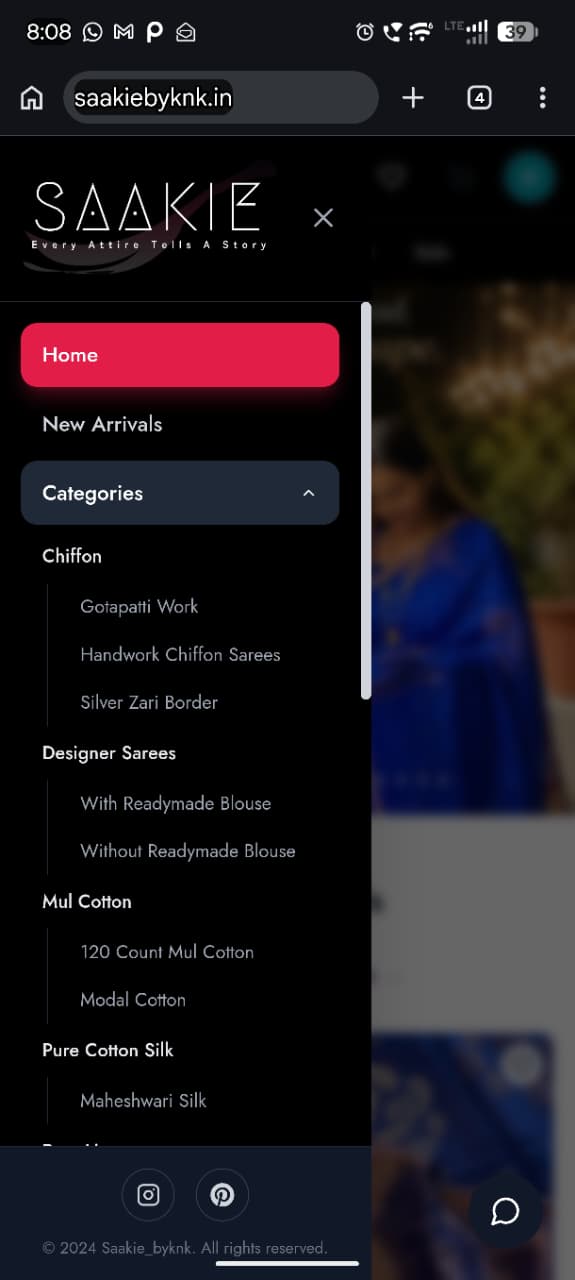 8:08
LTE
39
saakiebyknk.in
4
SAAKIE
Every Attire Tells A Story
Home
New Arrivals
Categories
Chiffon
Gotapatti Work
Handwork Chiffon Sarees
Silver Zari Border
Designer Sarees
With Readymade Blouse
Without Readymade Blouse
Mul Cotton
120 Count Mul Cotton
Modal Cotton
Pure Cotton Silk
Maheshwari Silk
© 2024 Saakie_byknk. All rights reserved.